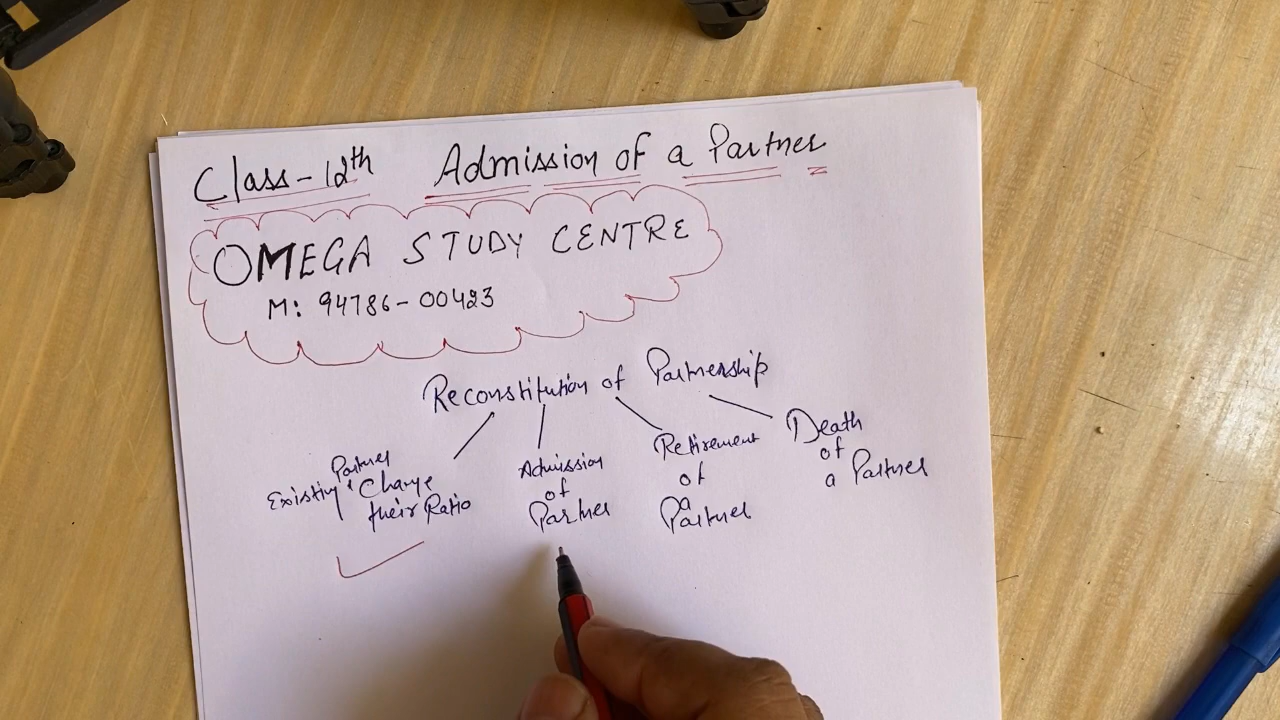 Class-12th Admission of a Partner
OMEGA STUDY CENTRE
M: 94786-00423
Reconstitution of Partnership
Existing Partner Change
their Ratio
Admission
of
Partner
Retirement
of
a
Partner
Death
of
a Partner